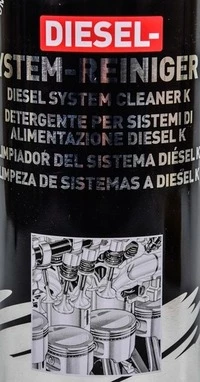 DIESEL-
YSTEM-REINIGER
DIESEL SYSTEM CLEANER K
DETERGENTE PER SISTEMI DI
ALIMENTAZIONE DIESEL K
LIMPIADOR DEL SISTEMA DIÉSEL K
LIMPEZA DE SISTEMAS A DIESEL K